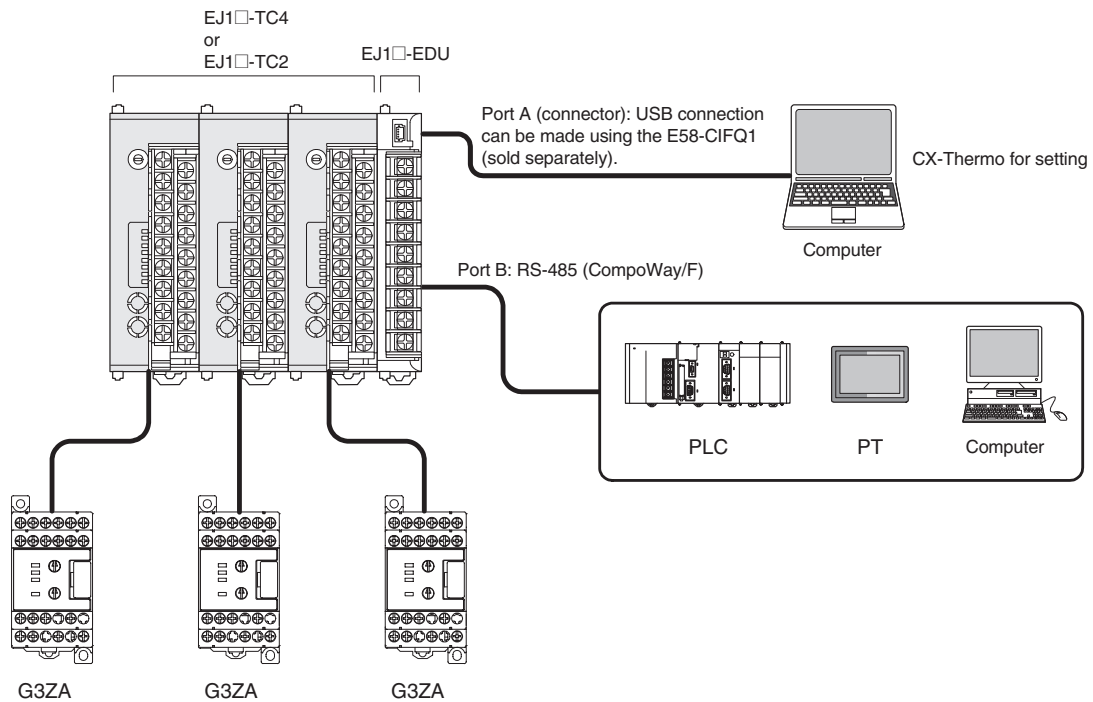 EJ1□-TC4
or
EJ1□-TC2
EJ1□-EDU
Port A (connector): USB connection
can be made using the E58-CIFQ1
(sold separately).
CX-Thermo for setting
Computer
Port B: RS-485 (CompoWay/F)
PLC
PT
Computer
G3ZA
G3ZA
G3ZA